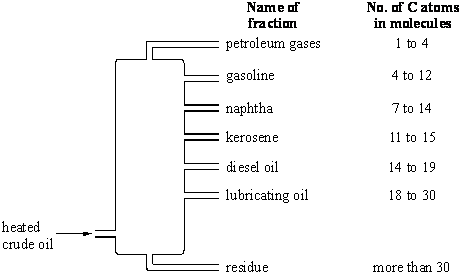 Name of No. of C atoms
fraction in molecules
petroleum gases 1 to 4
gasoline 4 to 12
naphtha 7 to 14
kerosene 11 to 15
diesel oil 14 to 19
lubricating oil 18 to 30
heated
crude oil
residue more than 30